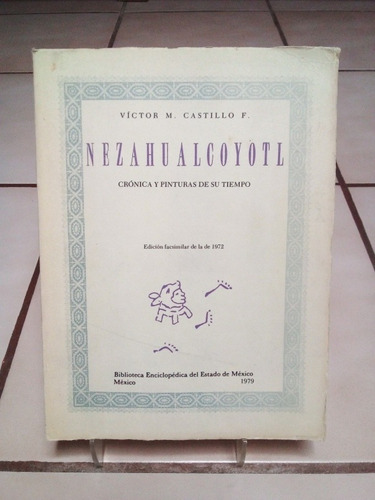 VÍCTOR M. CASTILLO F.
NEZAHUALCOYÓTL
CRÓNICA Y PINTURAS DE SU TIEMPO
Edición facsimilar de la de 1972
Biblioteca Enciclopédica del Estado de México
México 1979